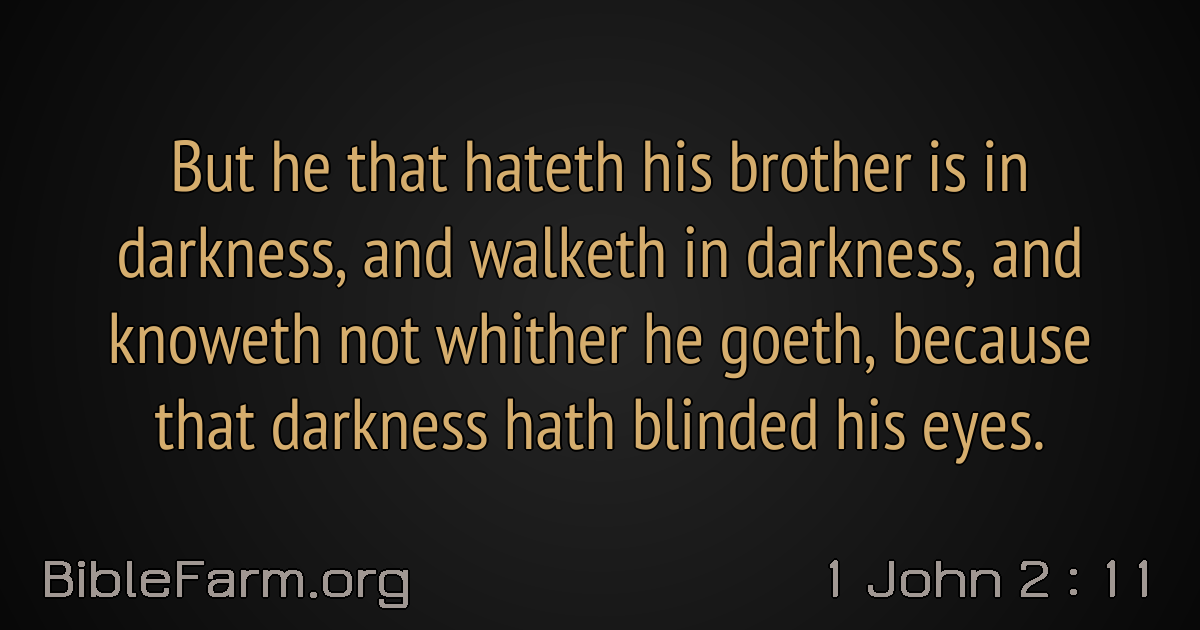 But he that hateth his brother is in
darkness, and walketh in darkness, and
knoweth not whither he goeth, because
that darkness hath blinded his eyes.
BibleFarm.org
1 John 2 : 11